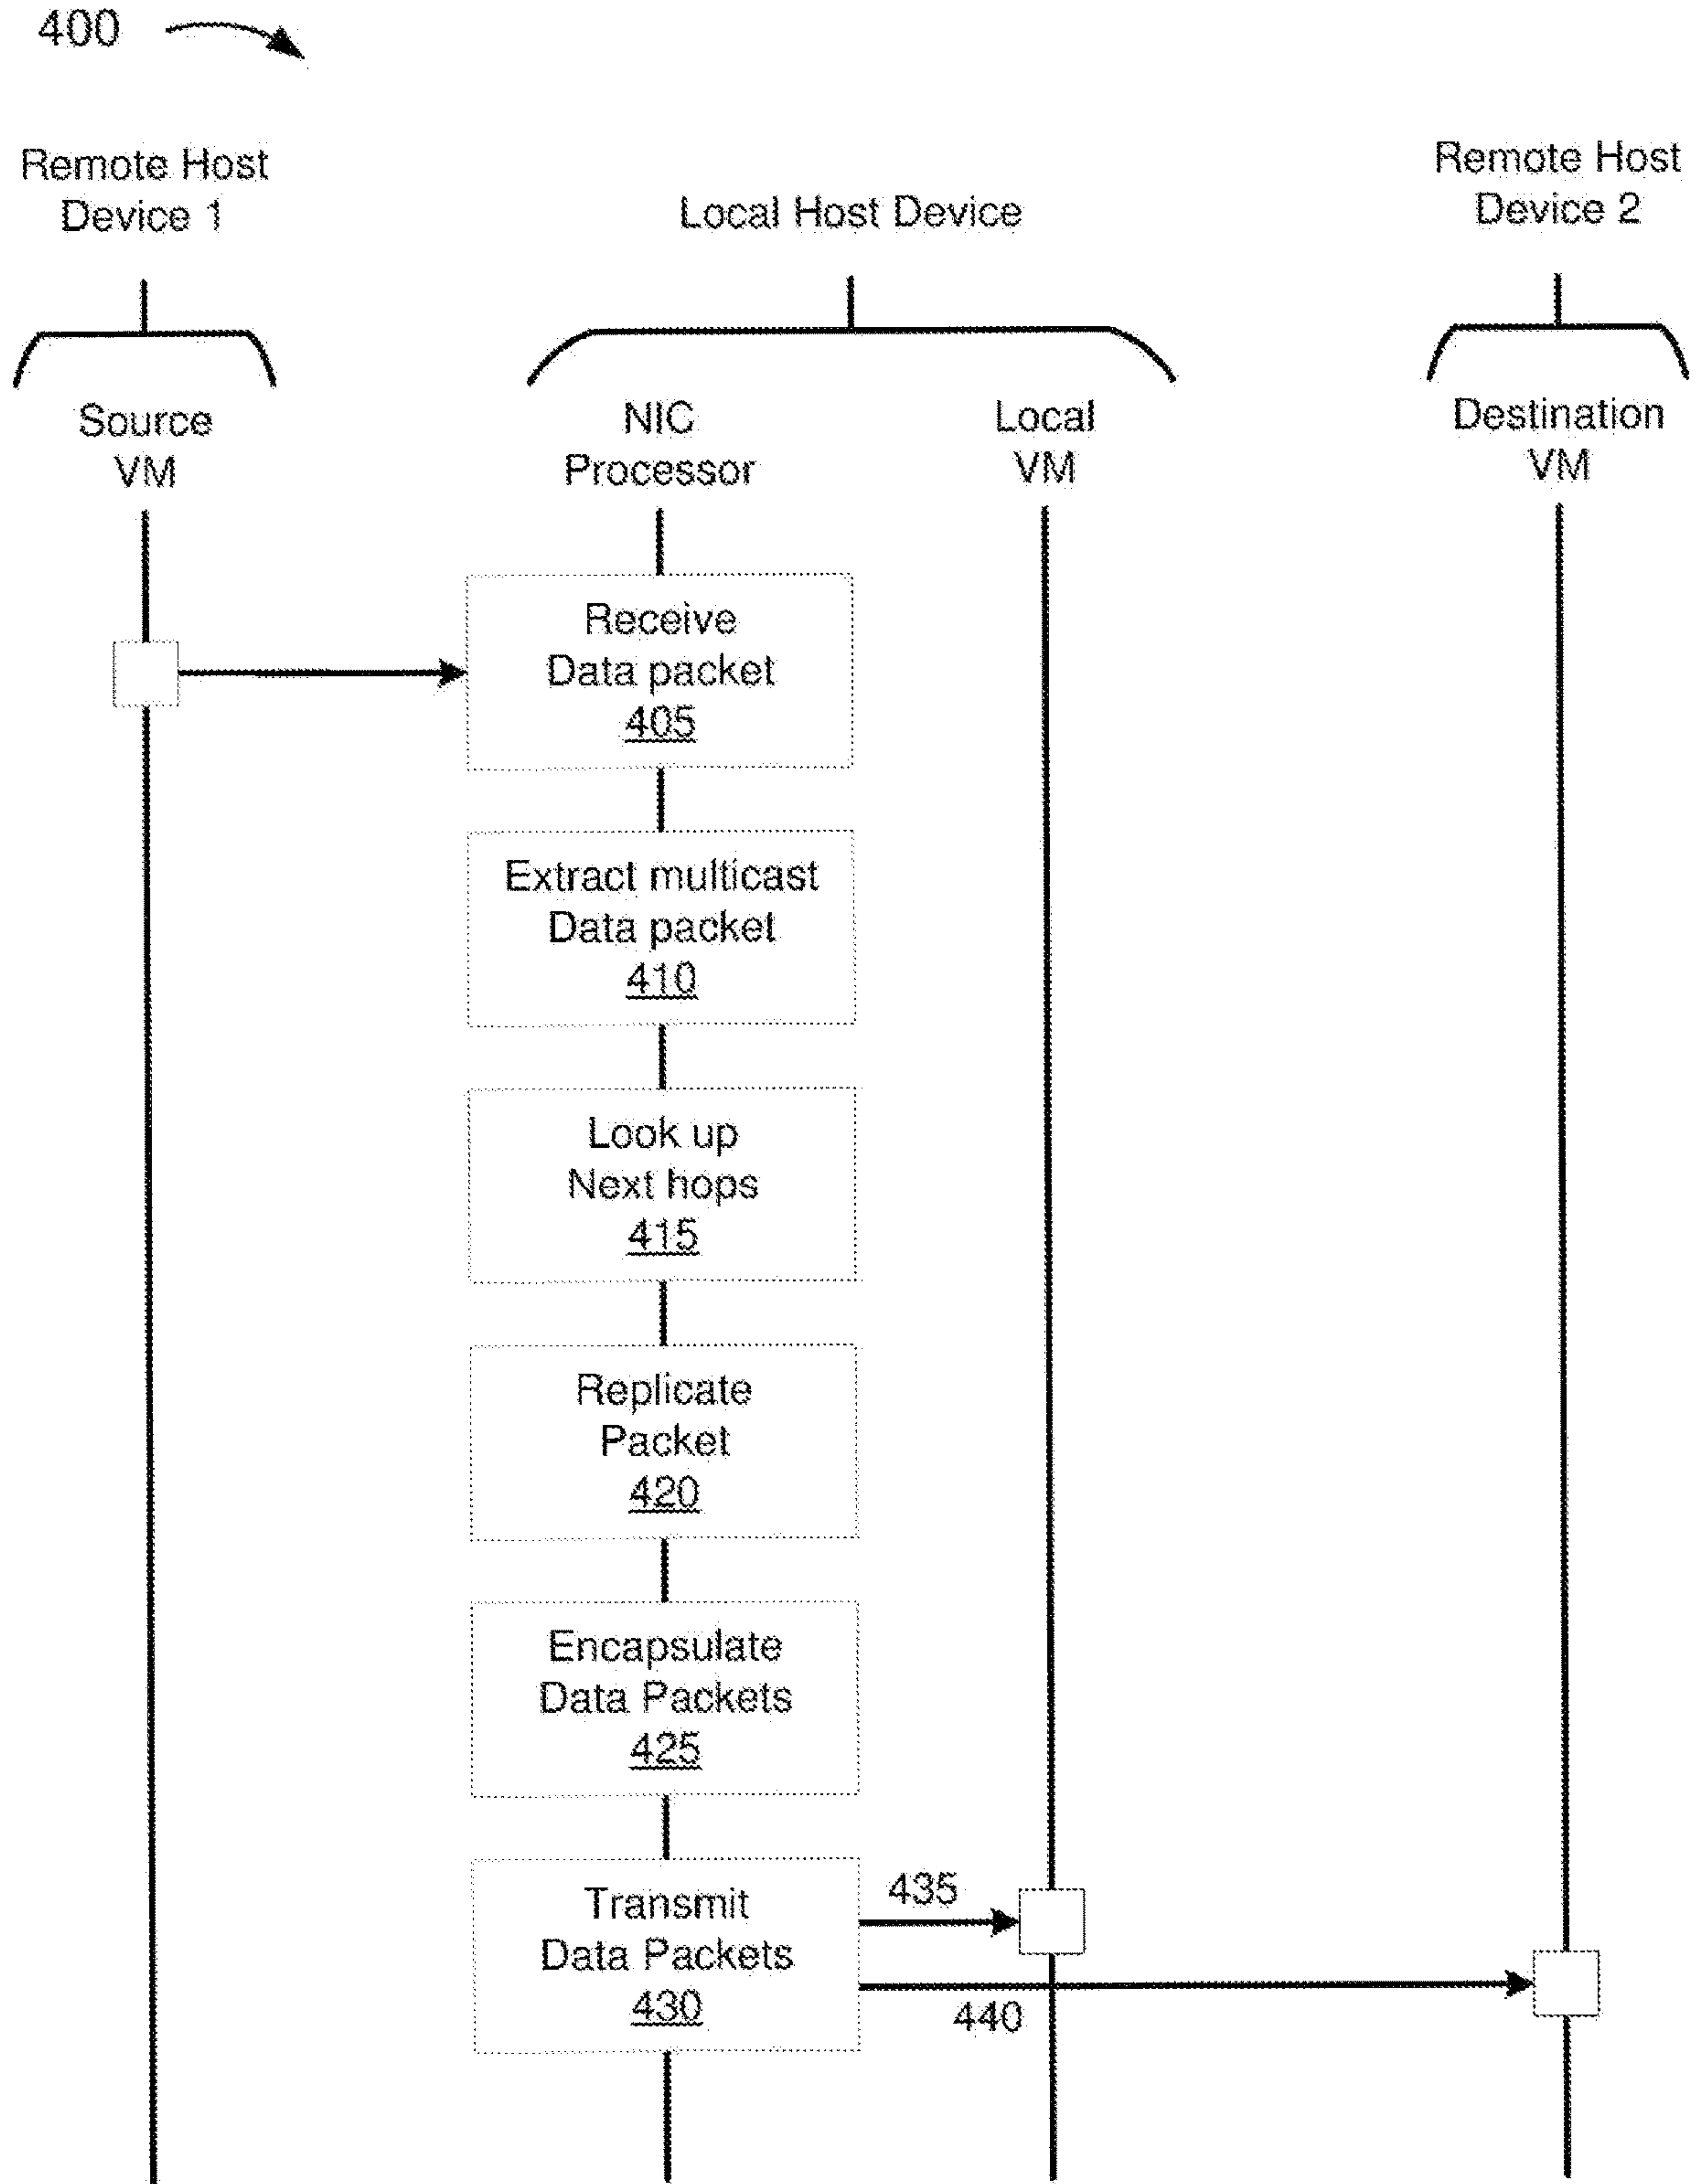 400
Remote Host
Device 1
Local Host Device
Remote Host
Device 2
Source
VM
NIC
Processor
Local
VM
Destination
VM
Receive
Data packet
405
Extract multicast
Data packet
410
Look up
Next hops
415
Replicate
Packet
420
Encapsulate
Data Packets
425
Transmit
Data Packets
430
435
440